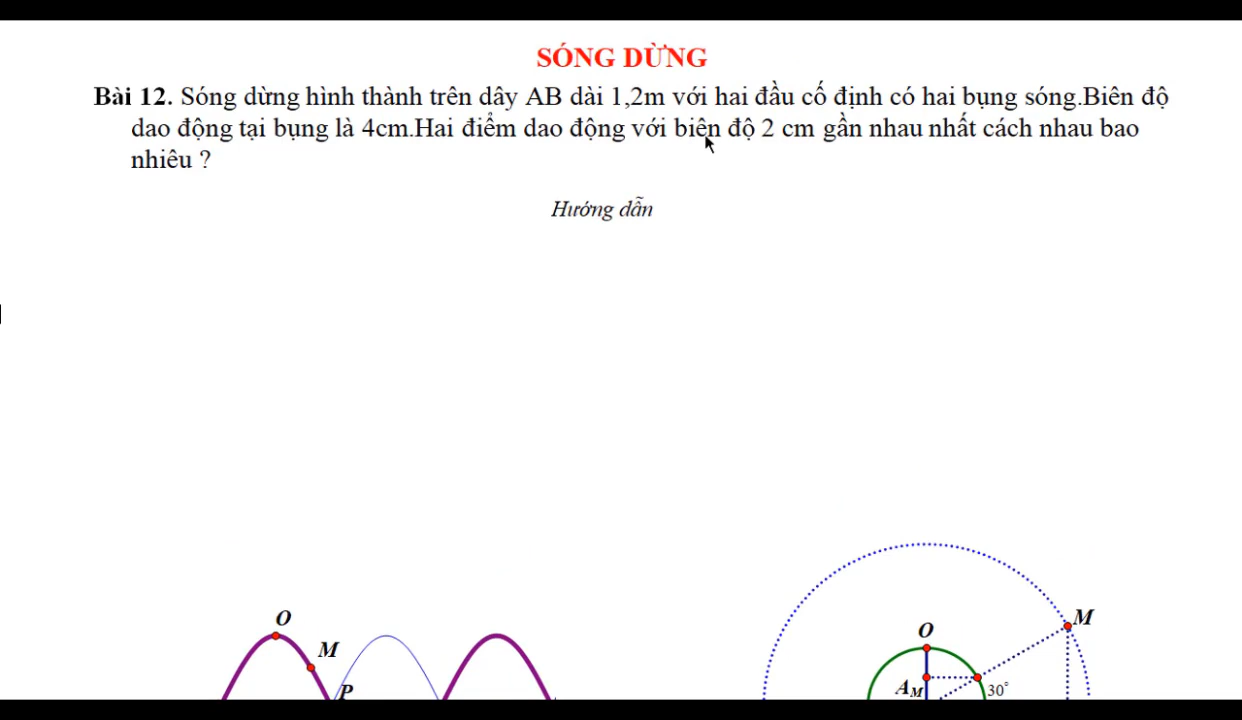 SÓNG DỪNG
Bài 12. Sóng dừng hình thành trên dây AB dài 1,2m với hai đầu cố định có hai bụng sóng.Biên độ
dao động tại bụng là 4cm.Hai điểm dao động với biên độ 2 cm gần nhau nhất cách nhau bao
nhiêu ?
Hướng dẫn
O
M
P
O
M
A_M
30°